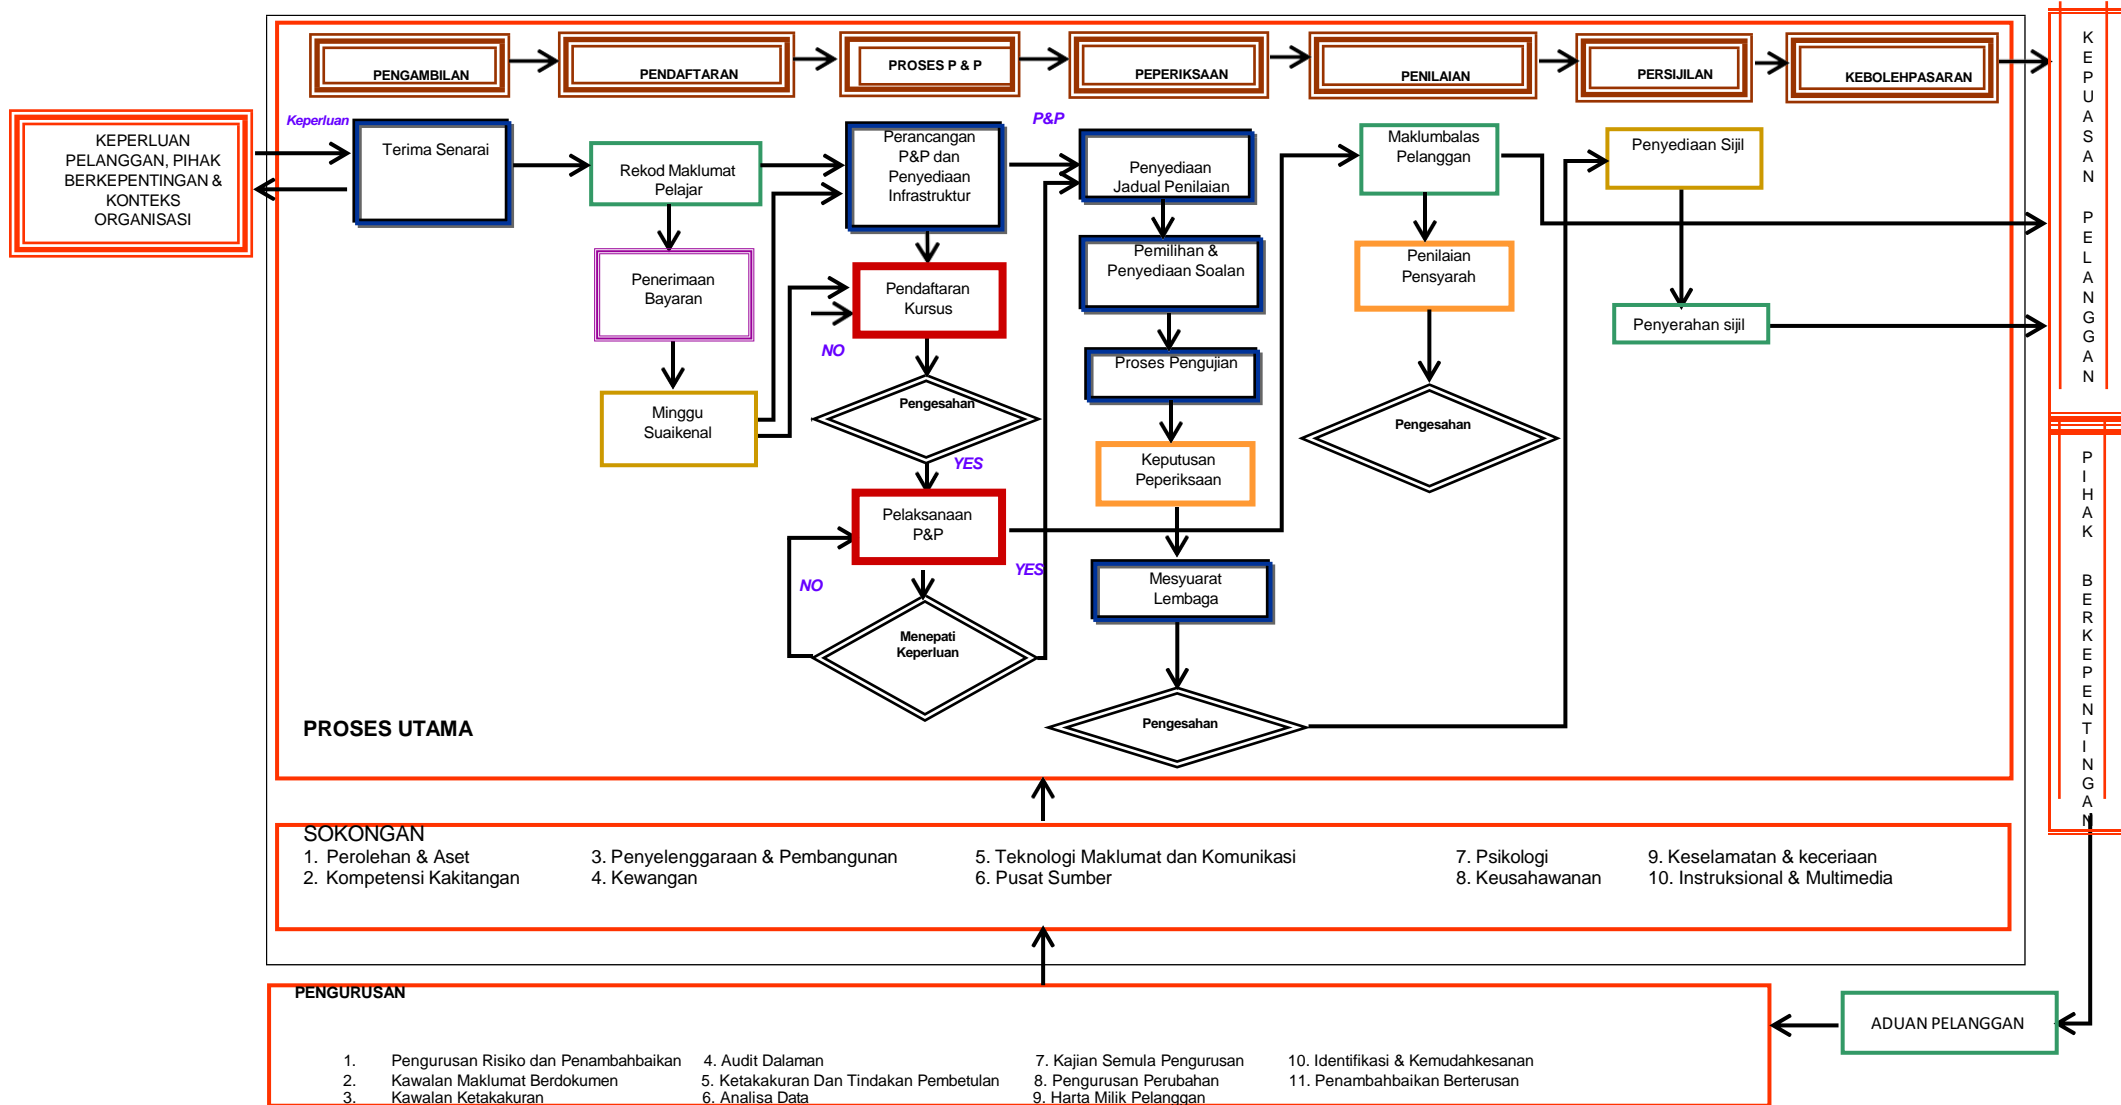 PENGAMBILAN
PENDAFTARAN
PROSES P & P
PEPERIKSAAN
PENILAIAN
PERSIJILAN
KEBOLEHPASARAN
KEPUASAN PELANGGAN
PIHAK BERKEPENTINGAN
KEPERLUAN
PELANGGAN, PIHAK
BERKEPENTINGAN &
KONTEKS
ORGANISASI
Keperluan
Terima Senarai
Rekod Maklumat
Pelajar
Penerimaan
Bayaran
Minggu
Suaikenal
Perancangan
P&P dan
Penyediaan
Infrastruktur
Pendaftaran
Kursus
NO
Pengesahan
YES
Pelaksanaan
P&P
NO
YES
Menepati
Keperluan
P&P
Penyediaan
Jadual Penilaian
Pemilihan &
Penyediaan Soalan
Proses Pengujian
Keputusan
Peperiksaan
Mesyuarat
Lembaga
Pengesahan
Maklumbalas
Pelanggan
Penilaian
Pensyarah
Pengesahan
Penyediaan Sijil
Penyerahan sijil
PROSES UTAMA
SOKONGAN
1. Perolehan & Aset
2. Kompetensi Kakitangan
3. Penyelenggaraan & Pembangunan
4. Kewangan
5. Teknologi Maklumat dan Komunikasi
6. Pusat Sumber
7. Psikologi
8. Keusahawanan
9. Keselamatan & keceriaan
10. Instruksional & Multimedia
PENGURUSAN
1. Pengurusan Risiko dan Penambahbaikan
2. Kawalan Maklumat Berdokumen
3. Kawalan Ketakakuran
4. Audit Dalaman
5. Ketakakuran Dan Tindakan Pembetulan
6. Analisa Data
7. Kajian Semula Pengurusan
8. Pengurusan Perubahan
9. Harta Milik Pelanggan
10. Identifikasi & Kemudahkesanan
11. Penambahbaikan Berterusan
ADUAN PELANGGAN